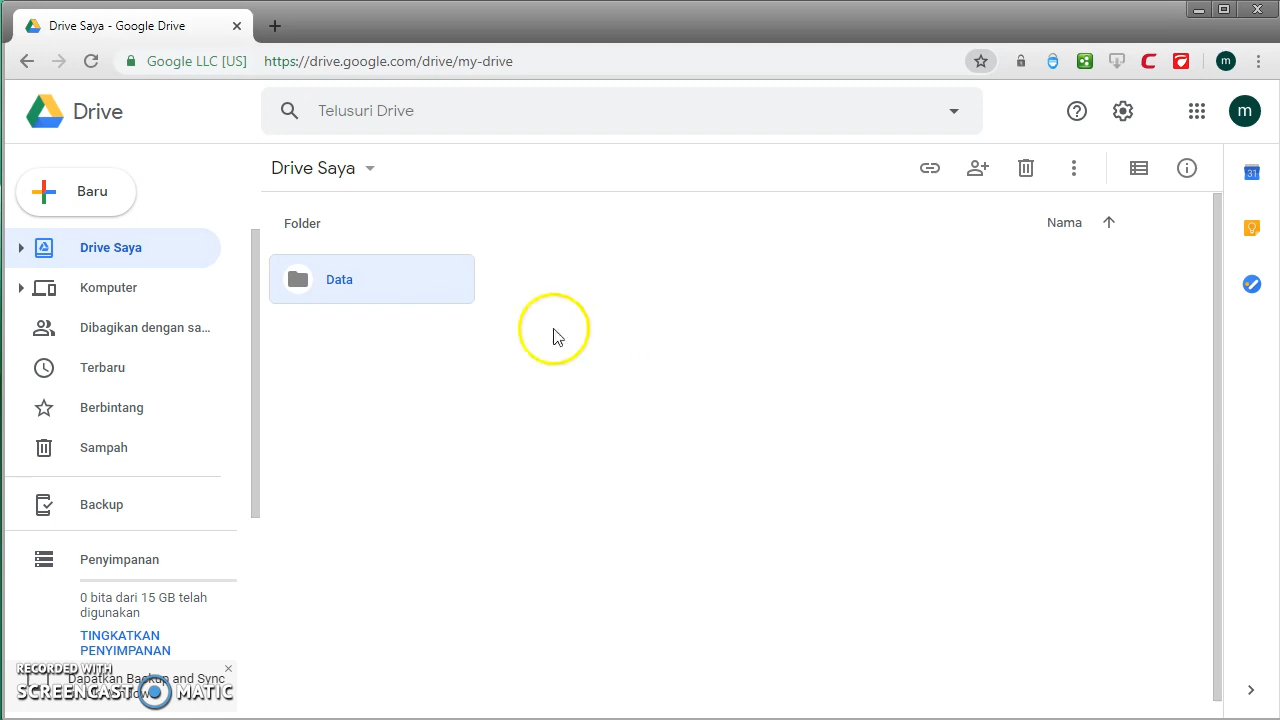 Drive Saya - Google Drive
Google LLC [US]
https://drive.google.com/drive/my-drive
m
Drive
Telusuri Drive
m
Baru
Drive Saya
Folder
Nama
Data
Drive Saya
Komputer
Dibagikan dengan sa...
Terbaru
Berbintang
Sampah
Backup
Penyimpanan
0 bita dari 15 GB telah
digunakan
TINGKATKAN
PENYIMPANAN
31
Dapatkan Backup and Sync
RECORDED WITH
SCREENCAST MATIC